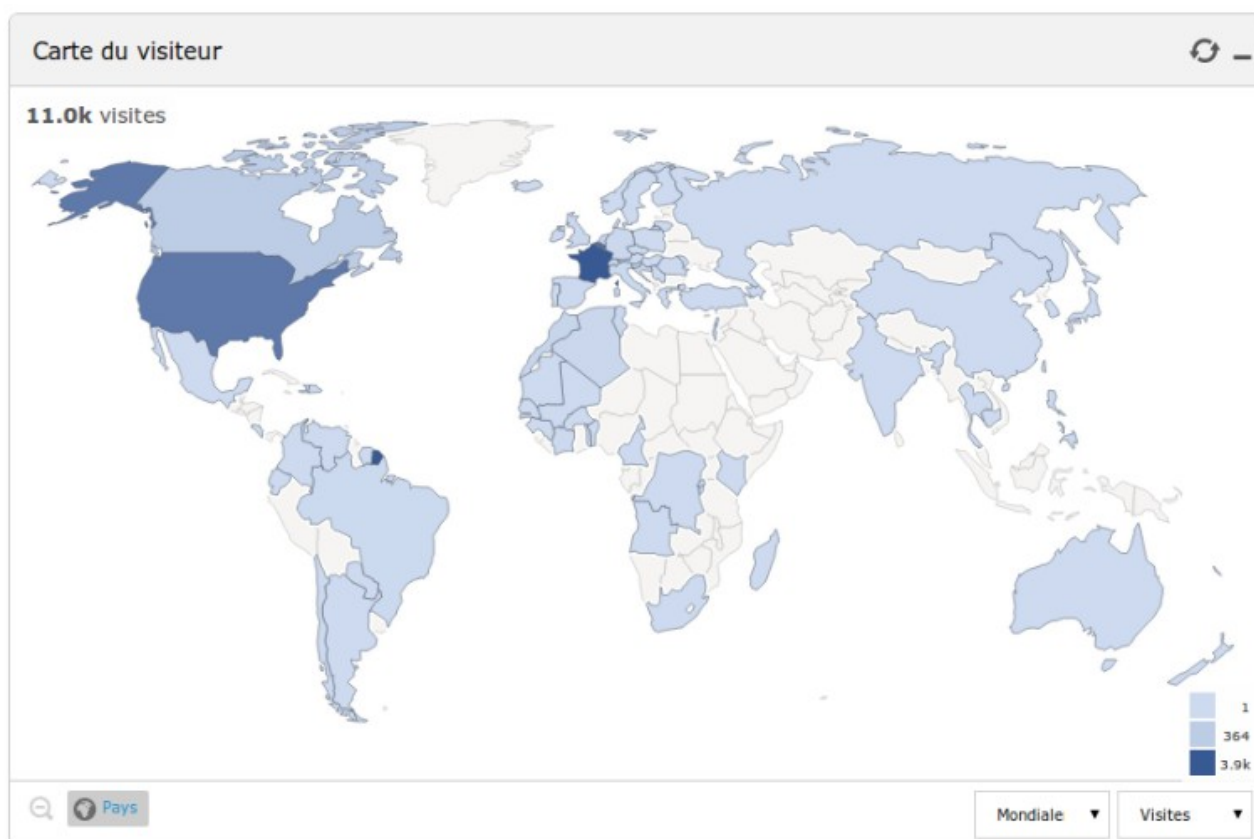 Carte du visiteur
11.0k visites
1
364
3.9k
Pays
Mondiale
Visites